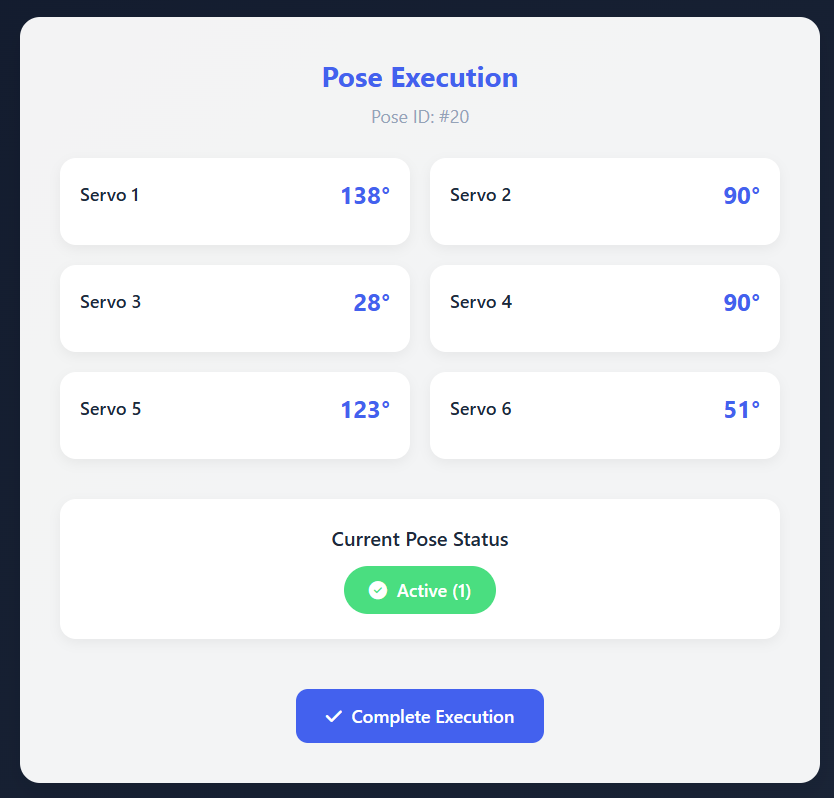 Pose Execution
Pose ID: #20
Servo 1 138°
Servo 2 90°
Servo 3 28°
Servo 4 90°
Servo 5 123°
Servo 6 51°
Current Pose Status
Active (1)
Complete Execution